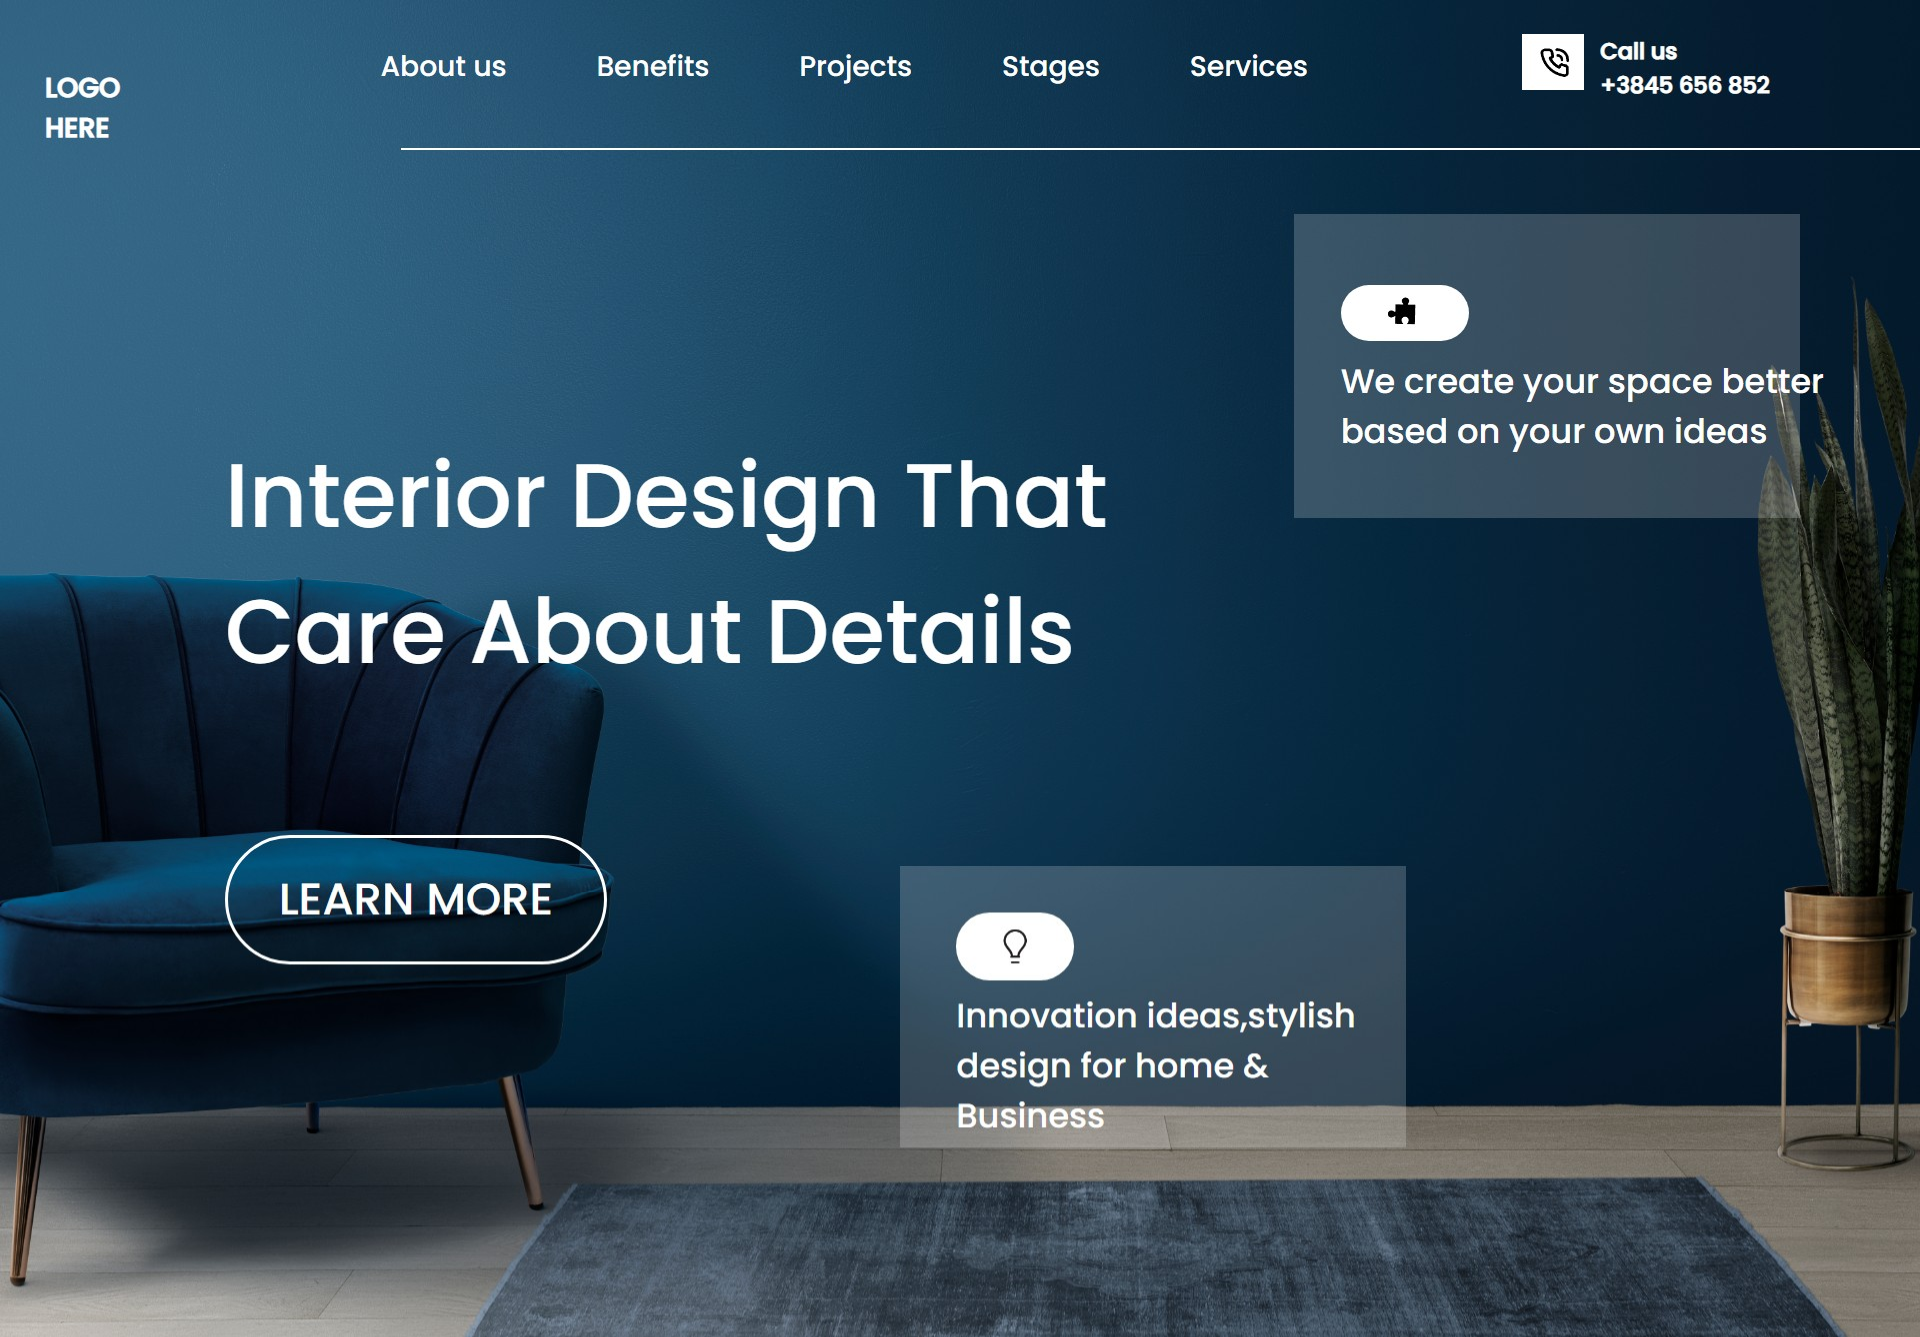 LOGO
HERE
About us
Benefits
Projects
Stages
Services
Call us
+3845 656 852
We create your space better
based on your own ideas
Interior Design That
Care About Details
LEARN MORE
Innovation ideas,stylish
design for home &
Business